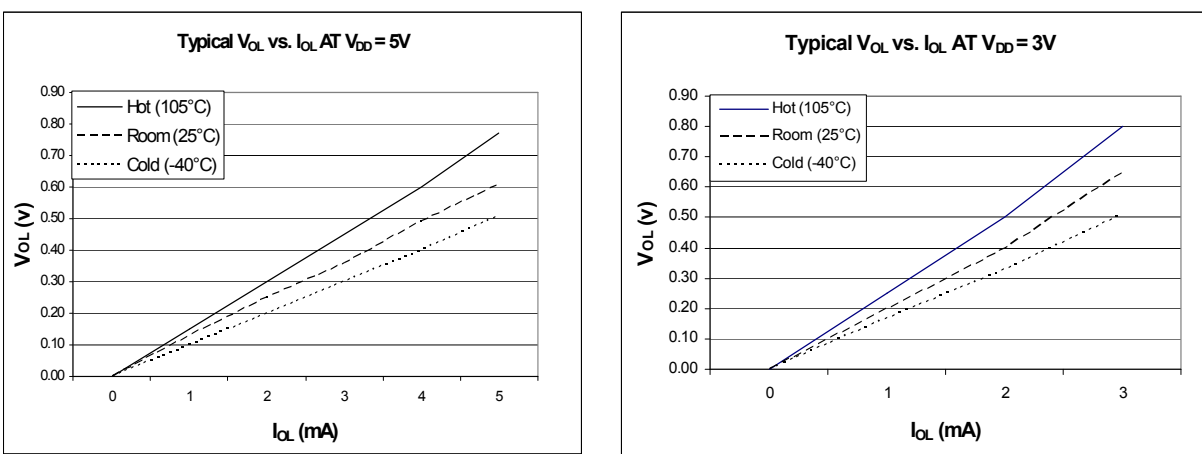 Typical VOL vs. IOL AT VDD = 5V
0.90
0.80
0.70
0.60
0.50
0.40
0.30
0.20
0.10
0.00
VOL (v)
Hot (105°C)
Room (25°C)
Cold (-40°C)
0 1 2 3 4 5
IOL (mA)
Typical VOL vs. IOL AT VDD = 3V
0.90
0.80
0.70
0.60
0.50
0.40
0.30
0.20
0.10
0.00
VOL (v)
Hot (105°C)
Room (25°C)
Cold (-40°C)
0 1 2 3
IOL (mA)